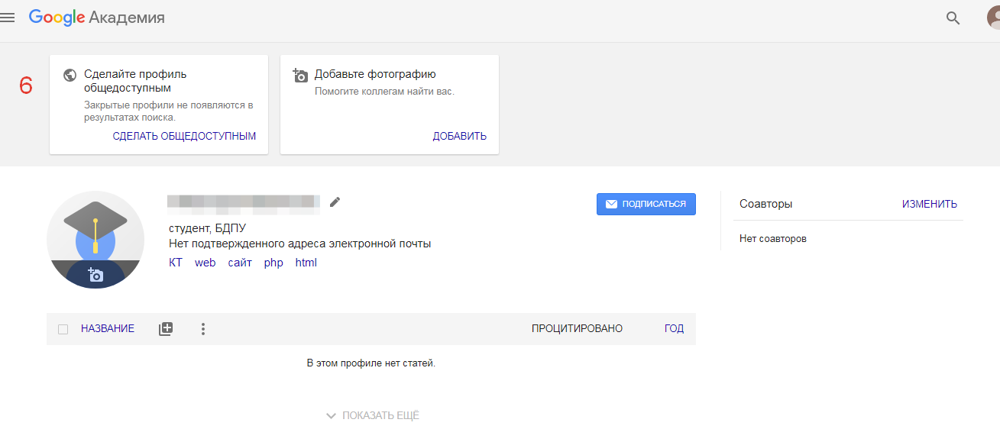 Google Академия
6
Сделайте профиль
общедоступным
Закрытые профили не появляются в
результатах поиска.
СДЕЛАТЬ ОБЩЕДОСТУПНЫМ
Добавьте фотографию
Помогите коллегам найти вас.
ДОБАВИТЬ
студент, БДПУ
Нет подтвержденного адреса электронной почты
КТ web сайт php html
ПОДПИСАТЬСЯ
Соавторы ИЗМЕНИТЬ
Нет соавторов
НАЗВАНИЕ ПРОЦИТИРОВАНО ГОД
В этом профиле нет статей.
ПОКАЗАТЬ ЕЩЁ